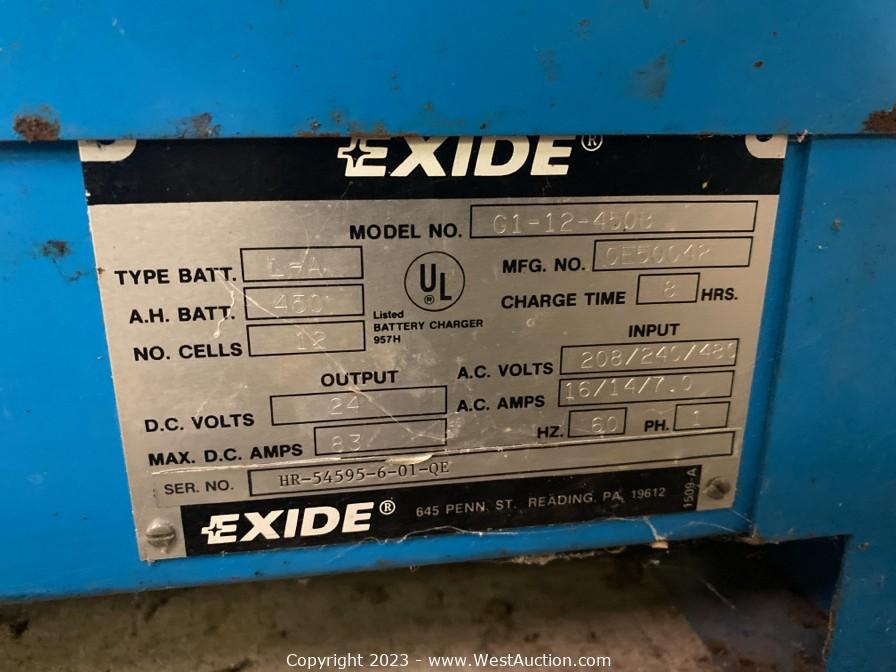 EXIDE®
MODEL NO. G1-12-450B
TYPE BATT. L-A
A.H. BATT. 450
NO. CELLS 12
UL ®
Listed
BATTERY CHARGER
957H
MFG. NO. 0E50042
CHARGE TIME 8 HRS.
INPUT
A.C. VOLTS 208/240/480
A.C. AMPS 16/14/7.0
HZ. 60 PH. 1
OUTPUT
D.C. VOLTS 24
MAX. D.C. AMPS 83
SER. NO. HR-54595-6-01-QE
EXIDE® 645 PENN. ST. READING, PA. 19612
1509-A
Copyright 2023 - www.WestAuction.com